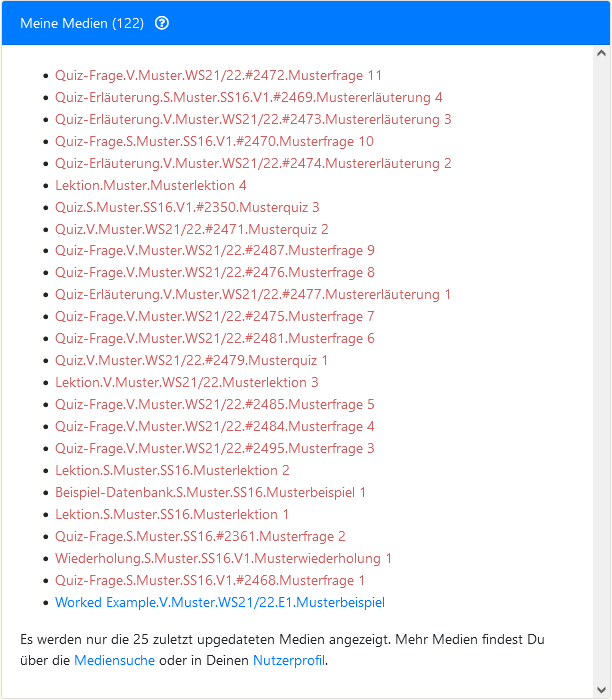 Meine Medien (122)
Quiz-Frage.V.Muster.WS21/22.#2472.Musterfrage 11
Quiz-Erläuterung.S.Muster.SS16.V1.#2469.Mustererläuterung 4
Quiz-Erläuterung.V.Muster.WS21/22.#2473.Mustererläuterung 3
Quiz-Frage.S.Muster.SS16.V1.#2470.Musterfrage 10
Quiz-Erläuterung.V.Muster.WS21/22.#2474.Mustererläuterung 2
Lektion.Muster.Musterlektion 4
Quiz.S.Muster.SS16.V1.#2350.Musterquiz 3
Quiz.V.Muster.WS21/22.#2471.Musterquiz 2
Quiz-Frage.V.Muster.WS21/22.#2487.Musterfrage 9
Quiz-Frage.V.Muster.WS21/22.#2476.Musterfrage 8
Quiz-Erläuterung.V.Muster.WS21/22.#2477.Mustererläuterung 1
Quiz-Frage.V.Muster.WS21/22.#2475.Musterfrage 7
Quiz-Frage.V.Muster.WS21/22.#2481.Musterfrage 6
Quiz.V.Muster.WS21/22.#2479.Musterquiz 1
Lektion.V.Muster.WS21/22.Musterlektion 3
Quiz-Frage.V.Muster.WS21/22.#2485.Musterfrage 5
Quiz-Frage.V.Muster.WS21/22.#2484.Musterfrage 4
Quiz-Frage.V.Muster.WS21/22.#2495.Musterfrage 3
Lektion.S.Muster.SS16.Musterlektion 2
Beispiel-Datenbank.S.Muster.SS16.Musterbeispiel 1
Lektion.S.Muster.SS16.Musterlektion 1
Quiz-Frage.S.Muster.SS16.#2361.Musterfrage 2
Wiederholung.S.Muster.SS16.V1.Musterwiederholung 1
Quiz-Frage.S.Muster.SS16.V1.#2468.Musterfrage 1
Worked Example.V.Muster.WS21/22.E1.Musterbeispiel
Es werden nur die 25 zuletzt upgedateten Medien angezeigt. Mehr Medien findest Du
über die Mediensuche oder in Deinen Nutzerprofil.